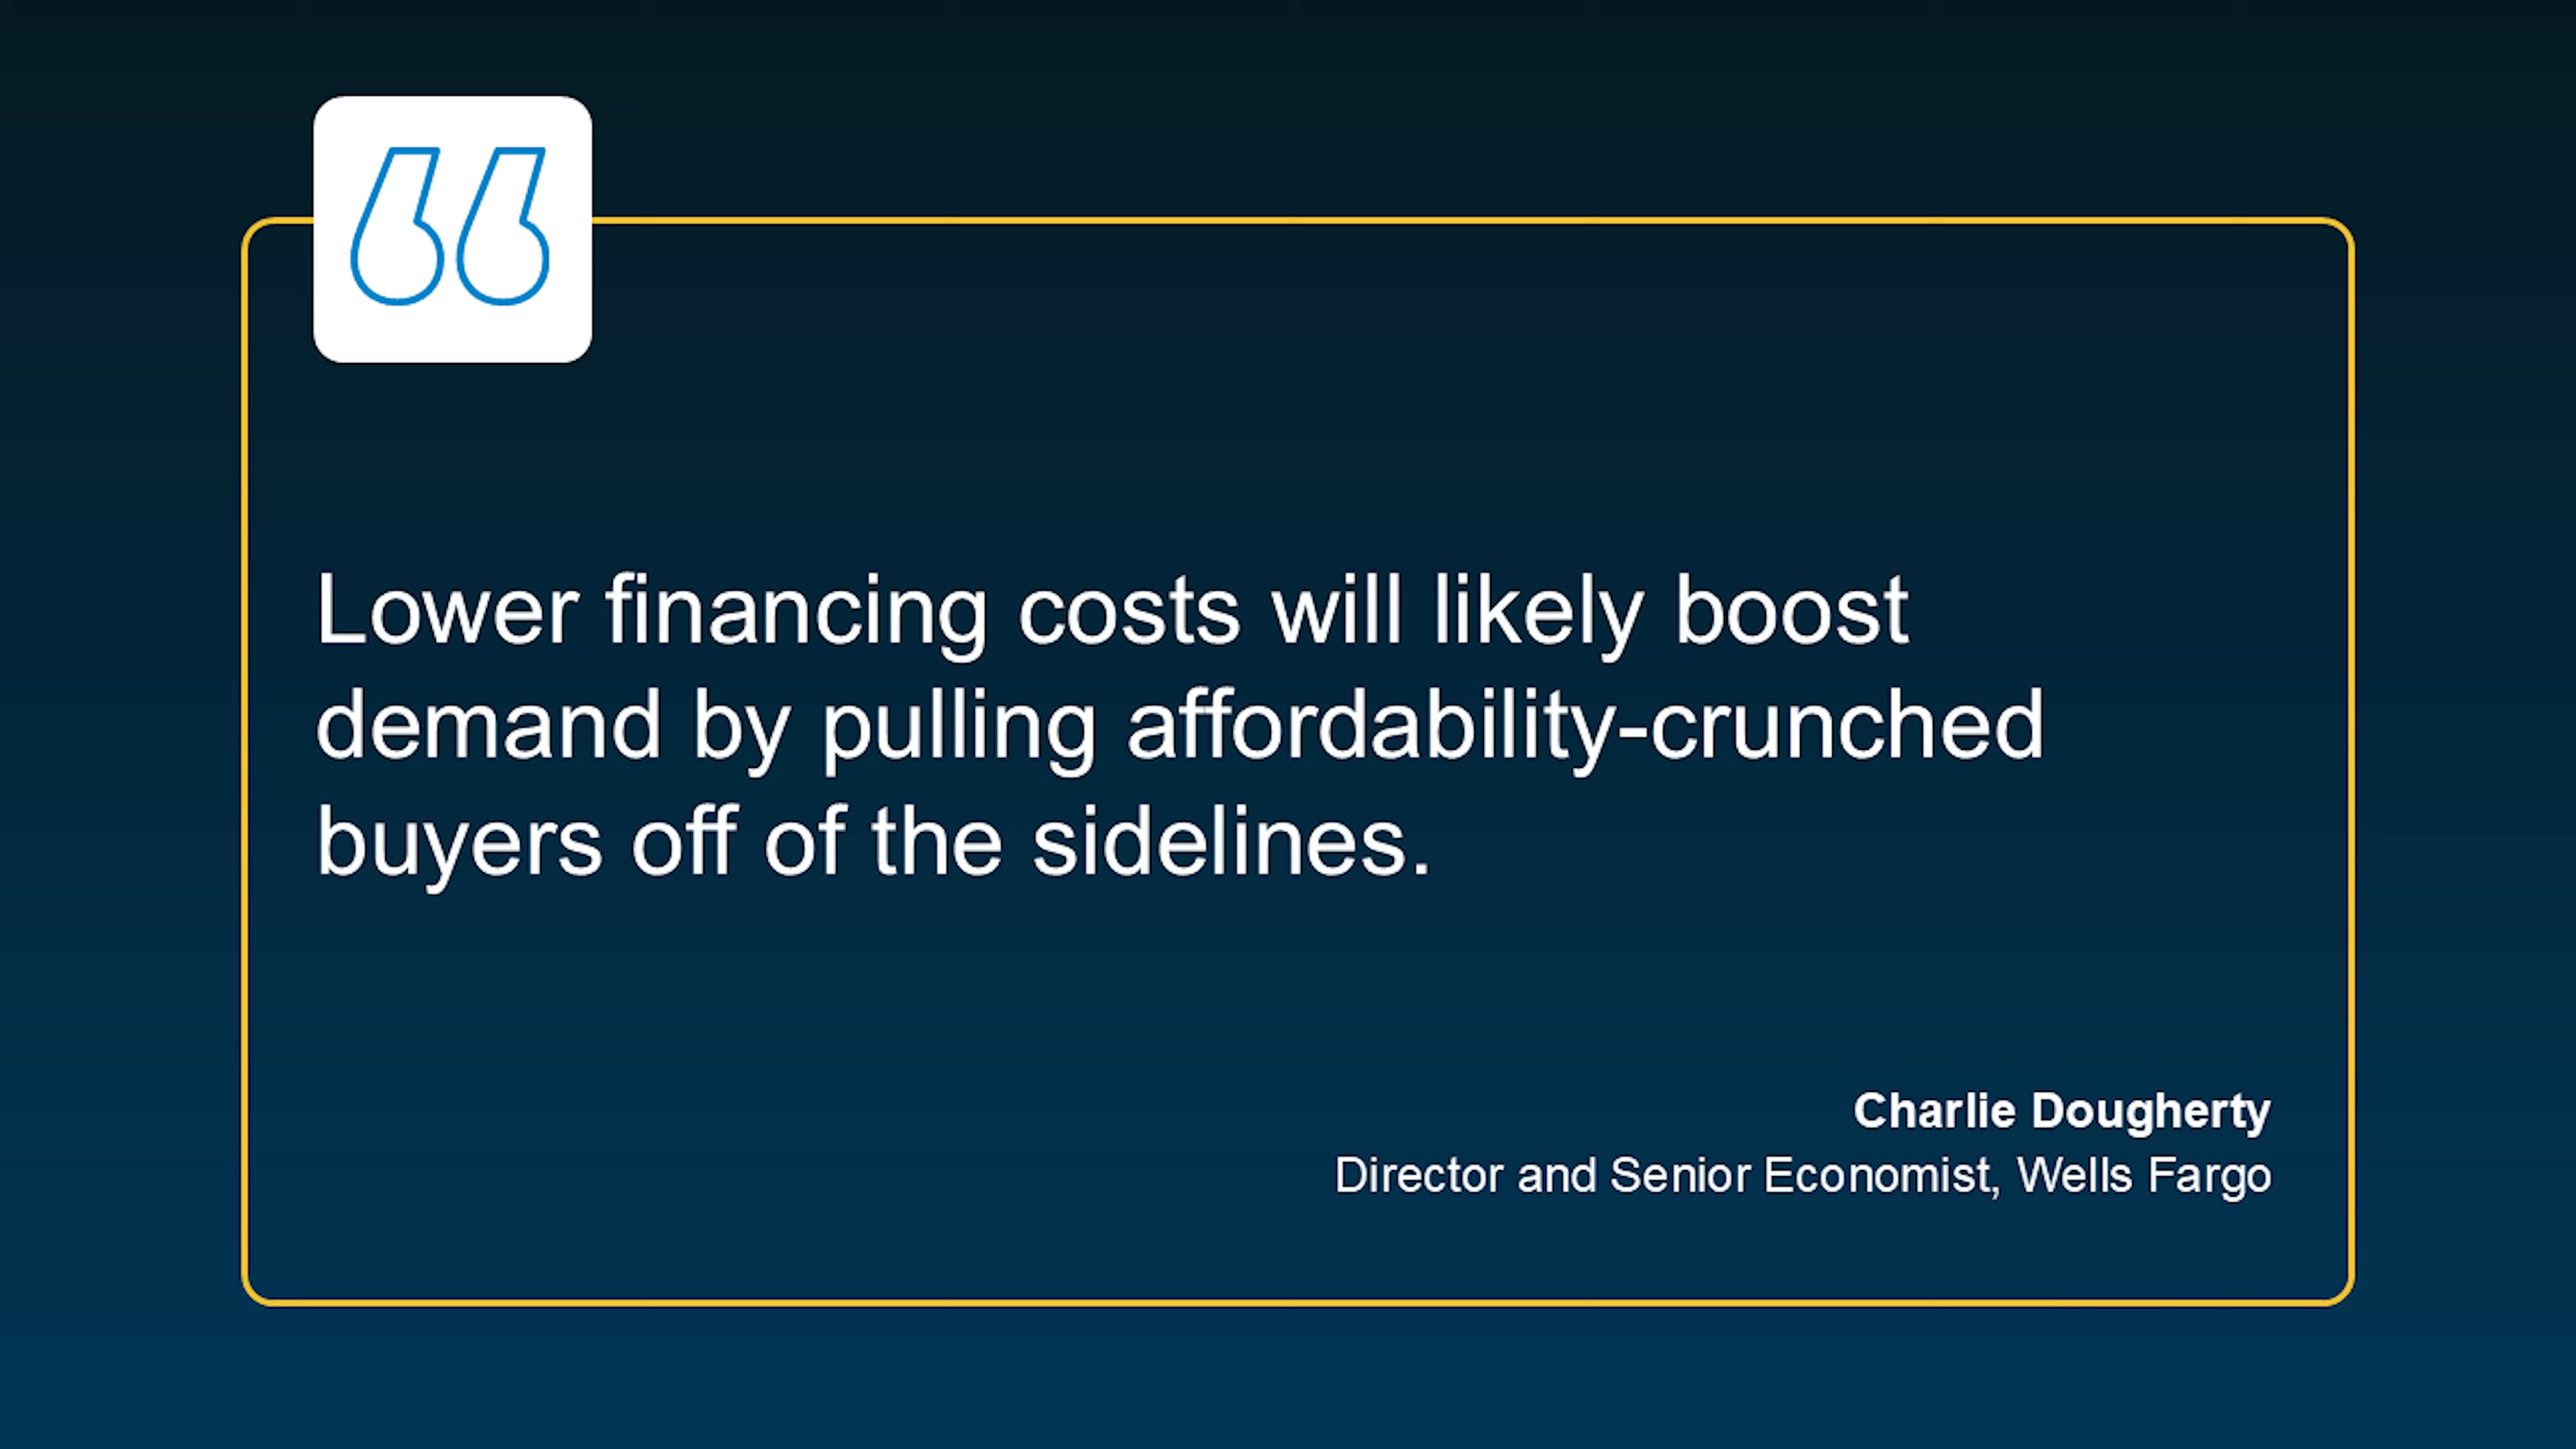 Lower financing costs will likely boost
demand by pulling affordability-crunched
buyers off of the sidelines.
Charlie Dougherty
Director and Senior Economist, Wells Fargo